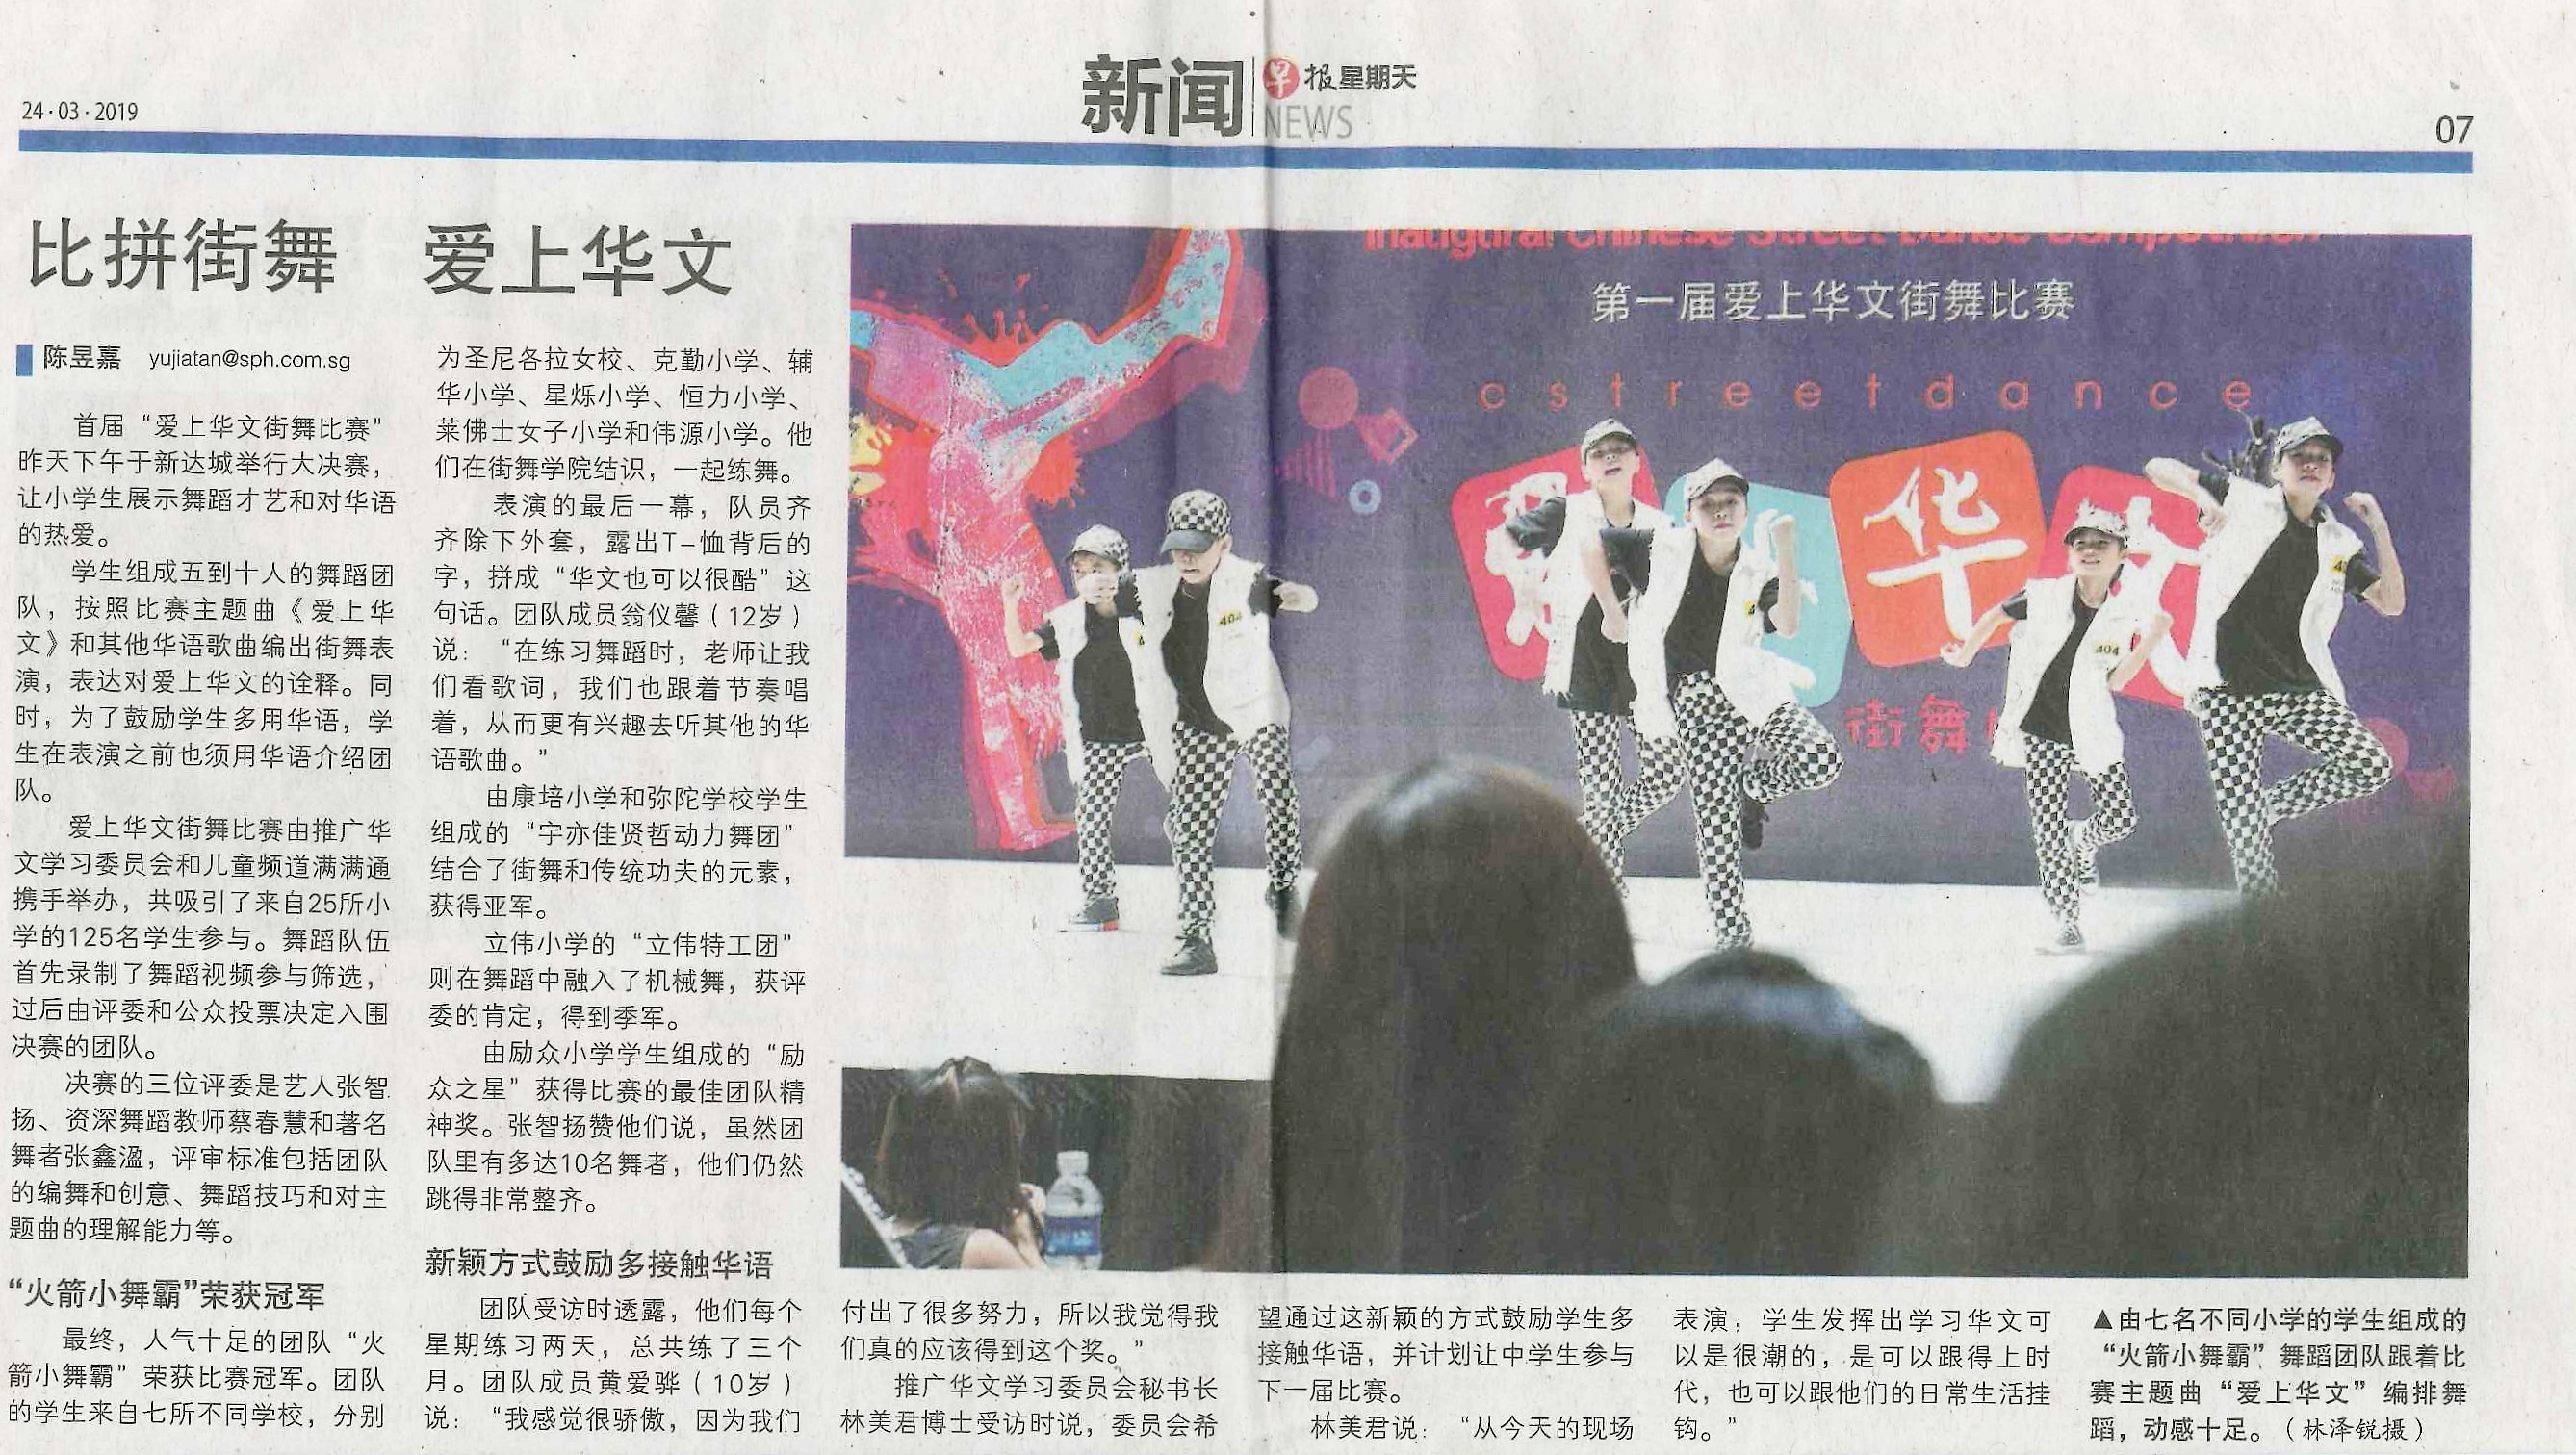 24·03·2019
新闻
早报星期天
NEWS
07
比拼街舞 爱上华文
陈昱嘉 yujiatan@sph.com.sg
首届“爱上华文街舞比赛”
昨天下午于新达城举行大决赛，
让小学生展示舞蹈才艺和对华语
的热爱。
学生组成五到十人的舞蹈团
队，按照比赛主题曲《爱上华
文》和其他华语歌曲编出街舞表
演，表达对爱上华文的诠释。同
时，为了鼓励学生多用华语，学
生在表演之前也须用华语介绍团
队。
爱上华文街舞比赛由推广华
文学习委员会和儿童频道满满通
携手举办，共吸引了来自25所小
学的125名学生参与。舞蹈队伍
首先录制了舞蹈视频参与筛选，
过后由评委和公众投票决定入围
决赛的团队。
决赛的三位评委是艺人张智
扬、资深舞蹈教师蔡春慧和著名
舞者张鑫溋，评审标准包括团队
的编舞和创意、舞蹈技巧和对主
题曲的理解能力等。
“火箭小舞霸”荣获冠军
最终，人气十足的团队“火
箭小舞霸”荣获比赛冠军。团队
的学生来自七所不同学校，分别
为圣尼各拉女校、克勤小学、辅
华小学、星烁小学、恒力小学、
莱佛士女子小学和伟源小学。他
们在街舞学院结识，一起练舞。
表演的最后一幕，队员齐
齐除下外套，露出T-恤背后的
字，拼成“华文也可以很酷”这
句话。团队成员翁仪馨（12岁）
说：“在练习舞蹈时，老师让我
们看歌词，我们也跟着节奏唱
着，从而更有兴趣去听其他的华
语歌曲。”
由康培小学和弥陀学校学生
组成的“宇亦佳贤哲动力舞团”
结合了街舞和传统功夫的元素，
获得亚军。
立伟小学的“立伟特工团”
则在舞蹈中融入了机械舞，获评
委的肯定，得到季军。
由励众小学学生组成的“励
众之星”获得比赛的最佳团队精
神奖。张智扬赞他们说，虽然团
队里有多达10名舞者，他们仍然
跳得非常整齐。
新颖方式鼓励多接触华语
团队受访时透露，他们每个
星期练习两天，总共练了三个
月。团队成员黄爱骅（10岁）
说：“我感觉很骄傲，因为我们
付出了很多努力，所以我觉得我
们真的应该得到这个奖。”
推广华文学习委员会秘书长
林美君博士受访时说，委员会希
望通过这新颖的方式鼓励学生多
接触华语，并计划让中学生参与
下一届比赛。
林美君说：“从今天的现场
表演，学生发挥出学习华文可
以是很潮的，是可以跟得上时
代，也可以跟他们的日常生活挂
钩。”
Inaugural Chinese Street Dance Competition
第一届爱上华文街舞比赛
cstreetdance
华
街舞
404
404
▲由七名不同小学的学生组成的
“火箭小舞霸”舞蹈团队跟着比
赛主题曲“爱上华文”编排舞
蹈，动感十足。（林泽锐摄）